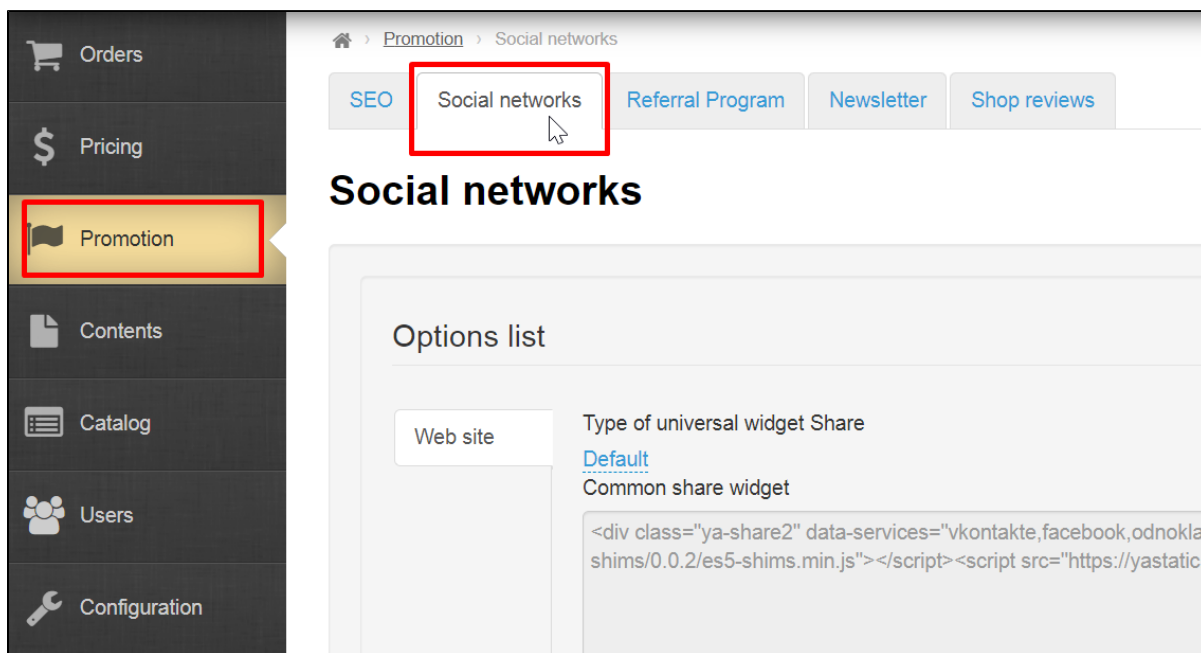 Orders
Pricing
Promotion
Contents
Catalog
Users
Configuration
Promotion › Social networks
SEO
Social networks
Referral Program
Newsletter
Shop reviews
Social networks
Options list
Web site
Type of universal widget Share
Default
Common share widget
<div class="ya-share2" data-services="vkontakte,facebook,odnokla
shims/0.0.2/es5-shims.min.js"></script><script src="https://yastatic